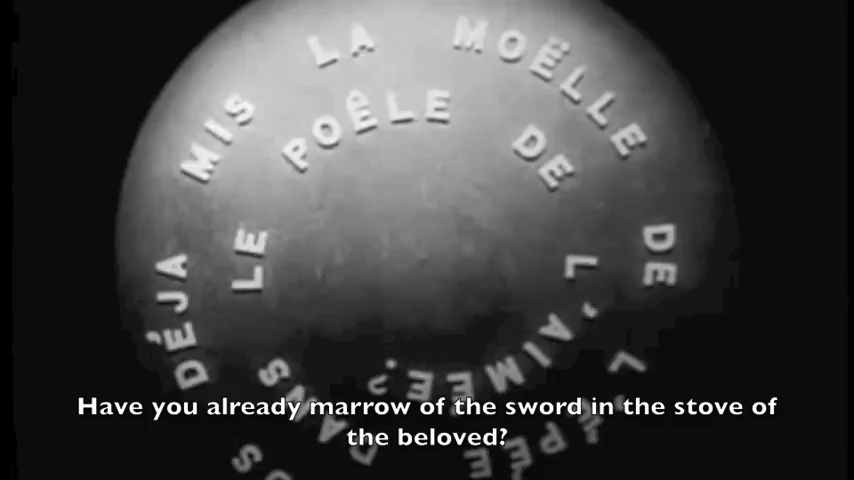 DÉJA MIS LA MOËLLE DE L'ÉPÉE
DANS LE POÊLE DE L'AIMÉE?
Have you already marrow of the sword in the stove of
the beloved?